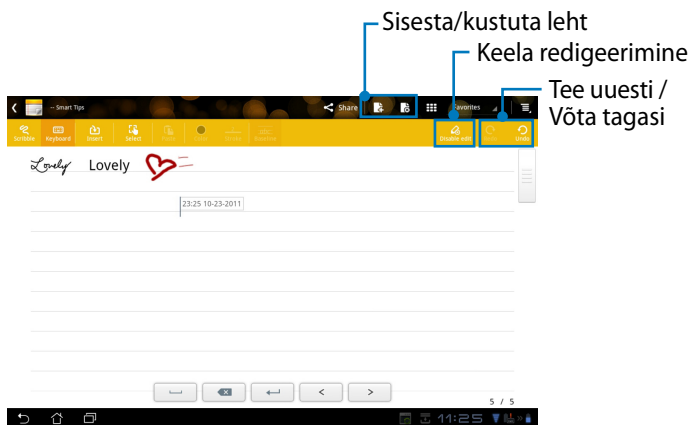 Sisesta/kustuta leht
Keela redigeerimine
Tee uuesti /
Võta tagasi
-- Smart Tips
Share
Favorites
Scribble
Keyboard
Insert
Select
Disable edit
Undo
Lovely Lovely
23:25 10-23-2011
5 / 5
11:25